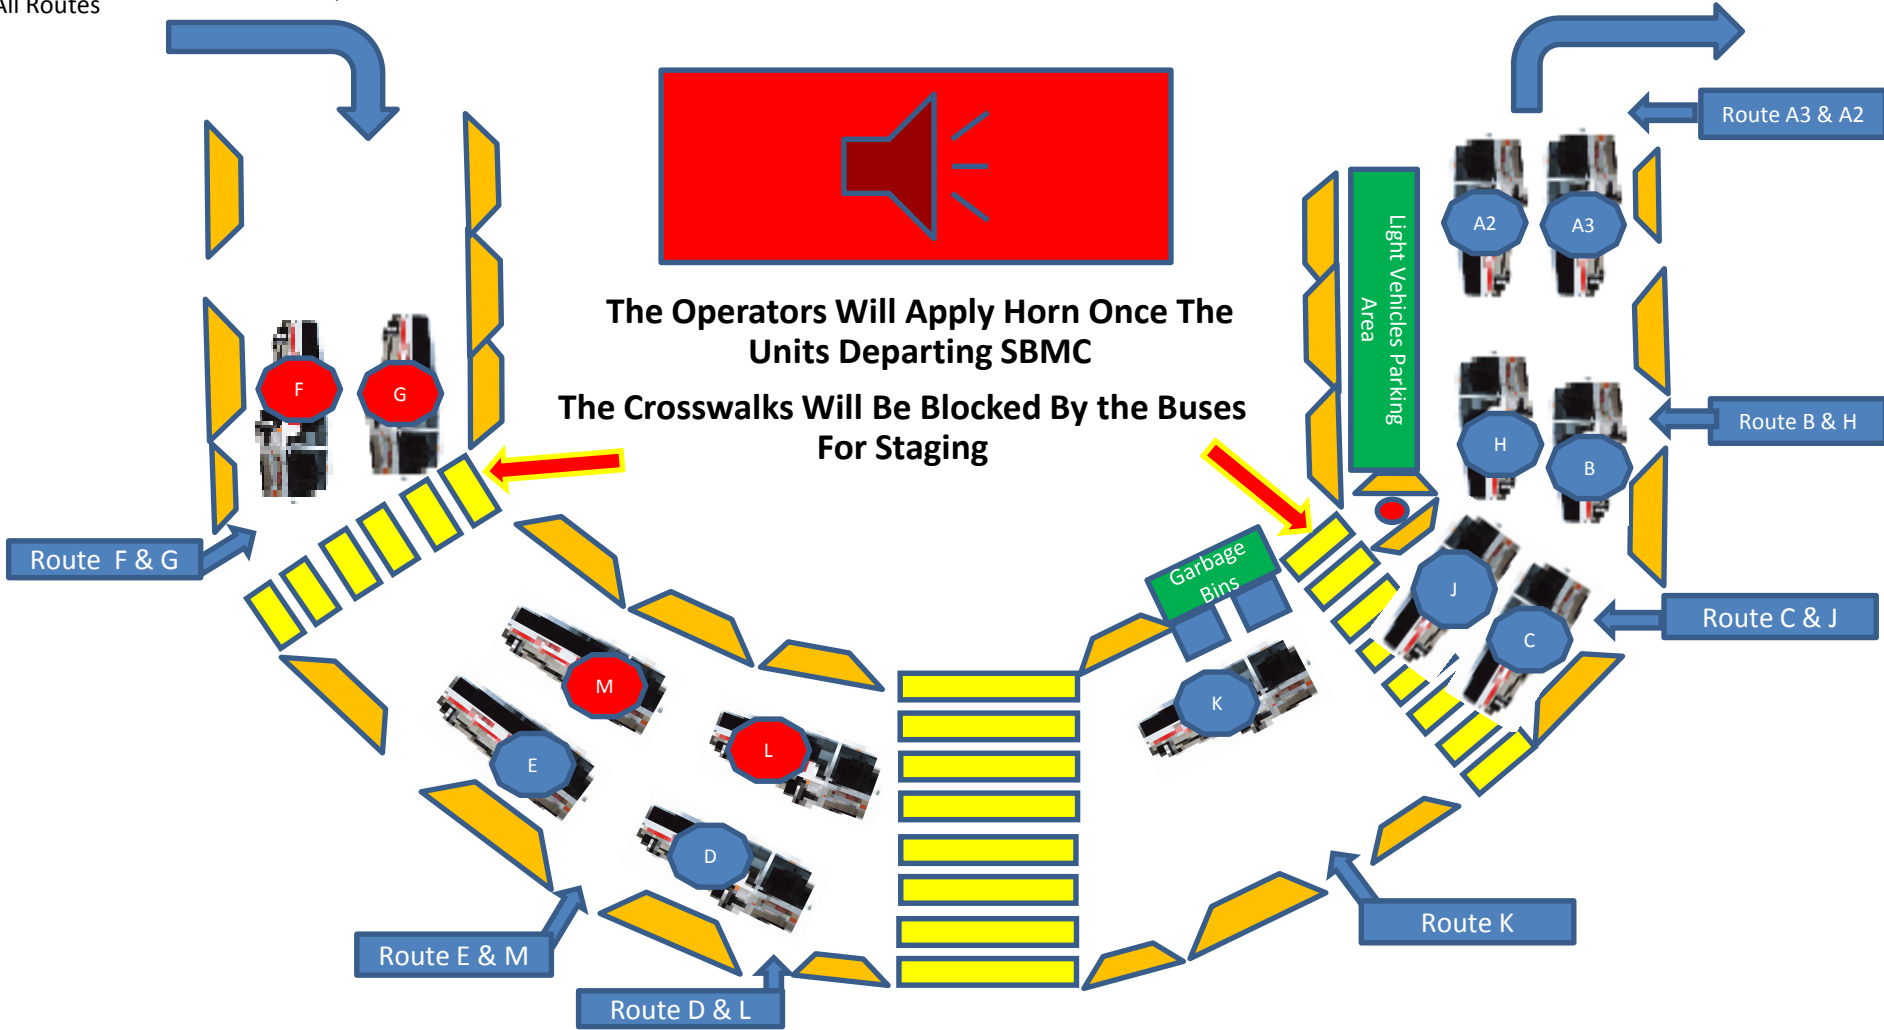 All Routes
Route A3 & A2
A2
A3
Light Vehicles Parking
Area
The Operators Will Apply Horn Once The
Units Departing SBMC
The Crosswalks Will Be Blocked By the Buses
For Staging
F
G
Route B & H
H
B
Route F & G
Garbage
Bins
J
C
Route C & J
M
K
E
L
D
Route K
Route E & M
Route D & L